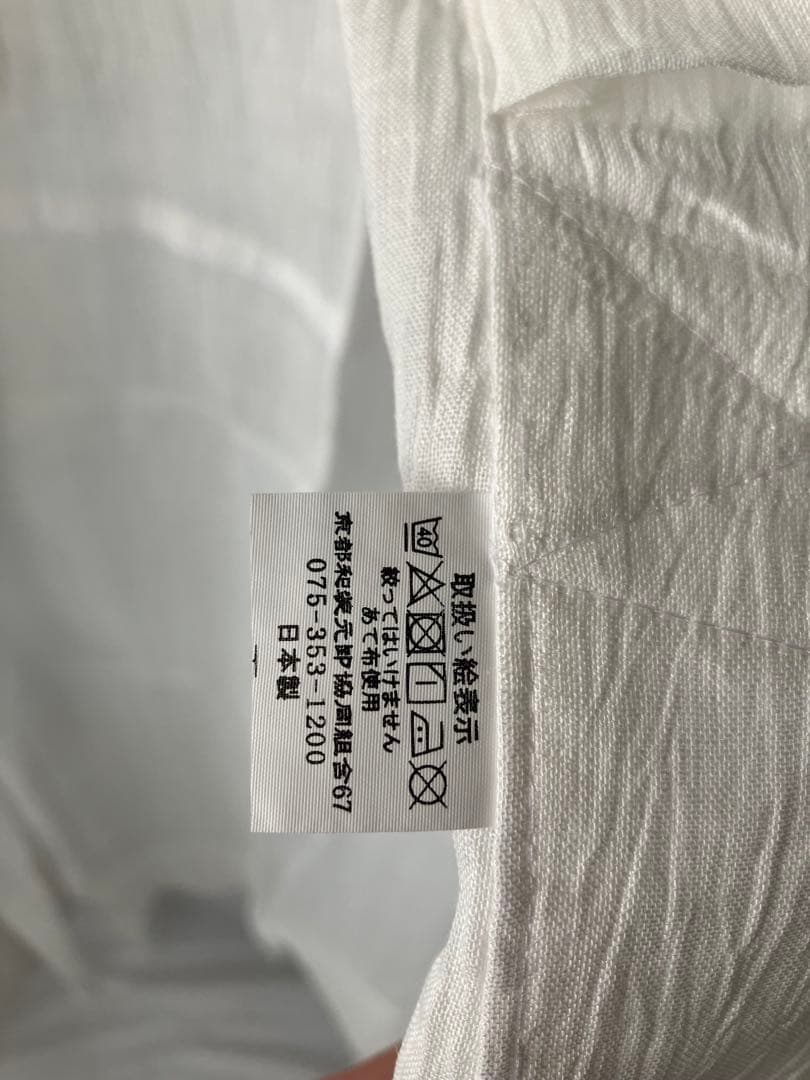 取扱い絵表示
40
絞ってはいけません
あて布使用
京都和装元卸協同組合67
075-353-1200
日本製